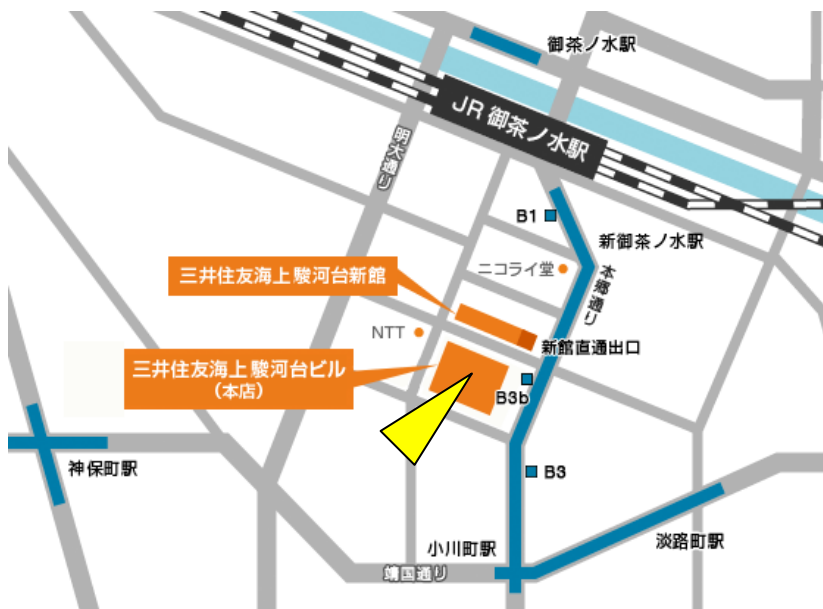 御茶ノ水駅
JR 御茶ノ水駅
明大通り
B1
新御茶ノ水駅
ニコライ堂
本郷通り
三井住友海上 駿河台新館
NTT
新館直通出口
三井住友海上 駿河台ビル
（本店）
B3b
神保町駅
B3
小川町駅
淡路町駅
靖国通り